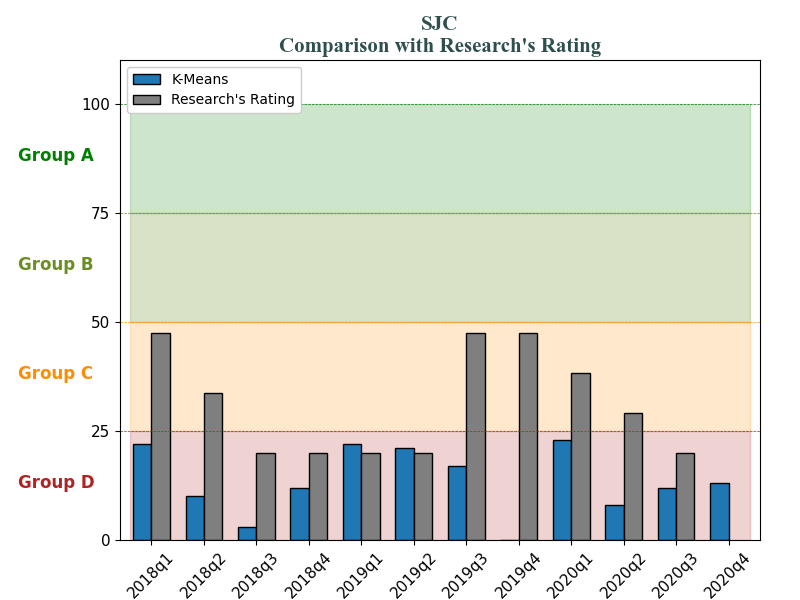 SJC
Comparison with Research's Rating
K-Means
Research's Rating
100
Group A
75
Group B
50
Group C
25
Group D
0
2018q1
2018q2
2018q3
2018q4
2019q1
2019q2
2019q3
2019q4
2020q1
2020q2
2020q3
2020q4